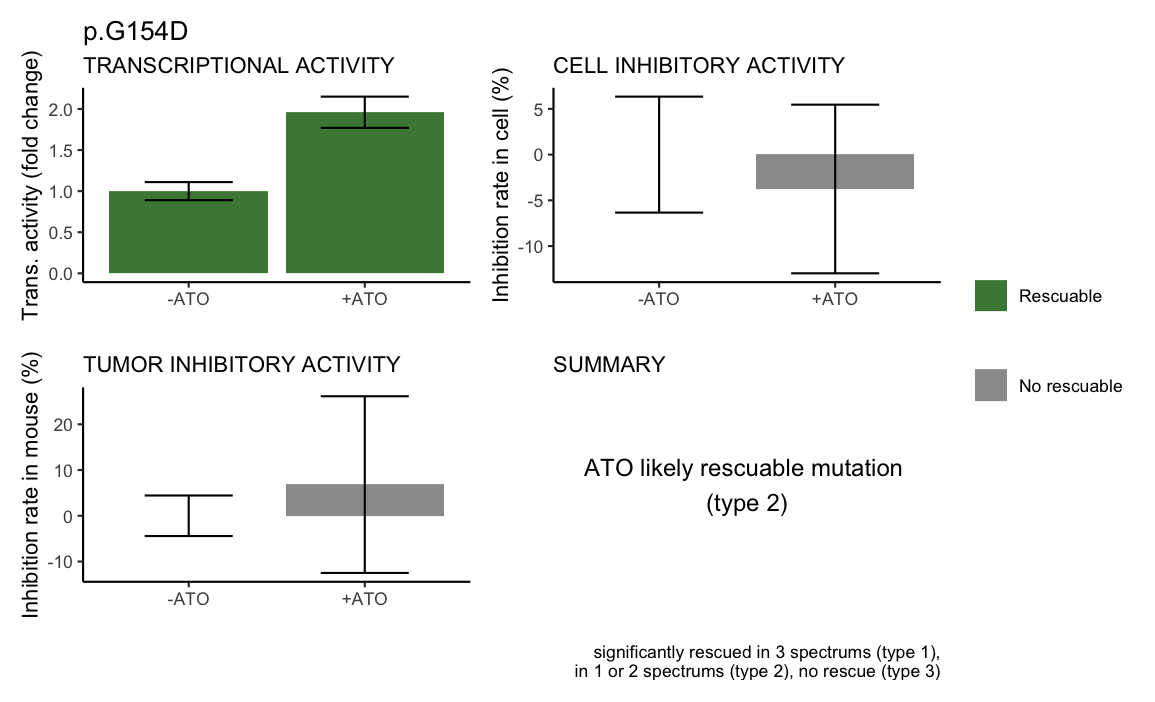 p.G154D
TRANSCRIPTIONAL ACTIVITY
Trans. activity (fold change)
2.0
1.5
1.0
0.5
0.0
-ATO
+ATO
CELL INHIBITORY ACTIVITY
Inhibition rate in cell (%)
5
0
-5
-10
-ATO
+ATO
Rescuable
No rescuable
TUMOR INHIBITORY ACTIVITY
Inhibition rate in mouse (%)
20
10
0
-10
-ATO
+ATO
SUMMARY
ATO likely rescuable mutation
(type 2)
significantly rescued in 3 spectrums (type 1),
in 1 or 2 spectrums (type 2), no rescue (type 3)